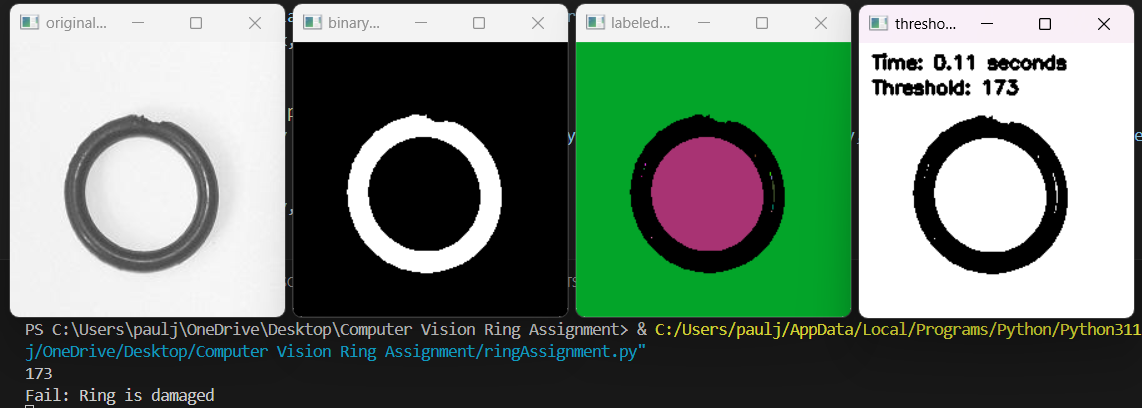 original...
binary...
labeled...
thresho...
Time: 0.11 seconds
Threshold: 173
PS C:\Users\paulj\OneDrive\Desktop\Computer Vision Ring Assignment> & C:/Users/paulj/AppData/Local/Programs/Python/Python311
j/OneDrive/Desktop/Computer Vision Ring Assignment/ringAssignment.py"
173
Fail: Ring is damaged